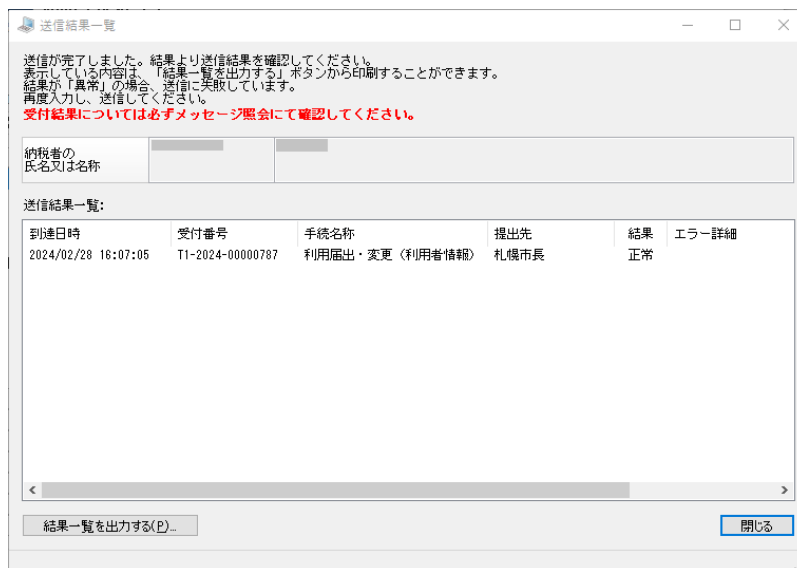 送信結果一覧
送信が完了しました。結果より送信結果を確認してください。
表示している内容は、「結果一覧を出力する」ボタンから印刷することができます。
結果が「異常」の場合、送信に失敗しています。
再度入力し、送信してください。
受付結果については必ずメッセージ照会にて確認してください。
納税者の
氏名又は名称
送信結果一覧:
到達日時 受付番号 手続名称 提出先 結果 エラー詳細
2024/02/28 16:07:05 T1-2024-00000787 利用届出・変更（利用者情報） 札幌市長 正常
結果一覧を出力する(P)... 閉じる